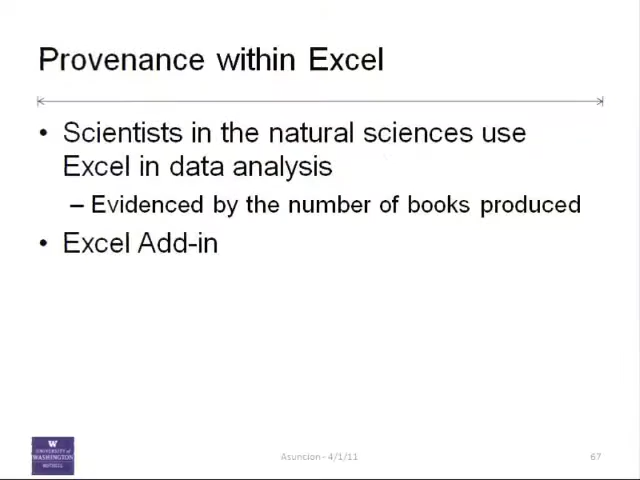 Provenance within Excel
• Scientists in the natural sciences use
Excel in data analysis
– Evidenced by the number of books produced
• Excel Add-in
W
UNIVERSITY of
WASHINGTON
BOTHELL
Asuncion - 4/1/11
67